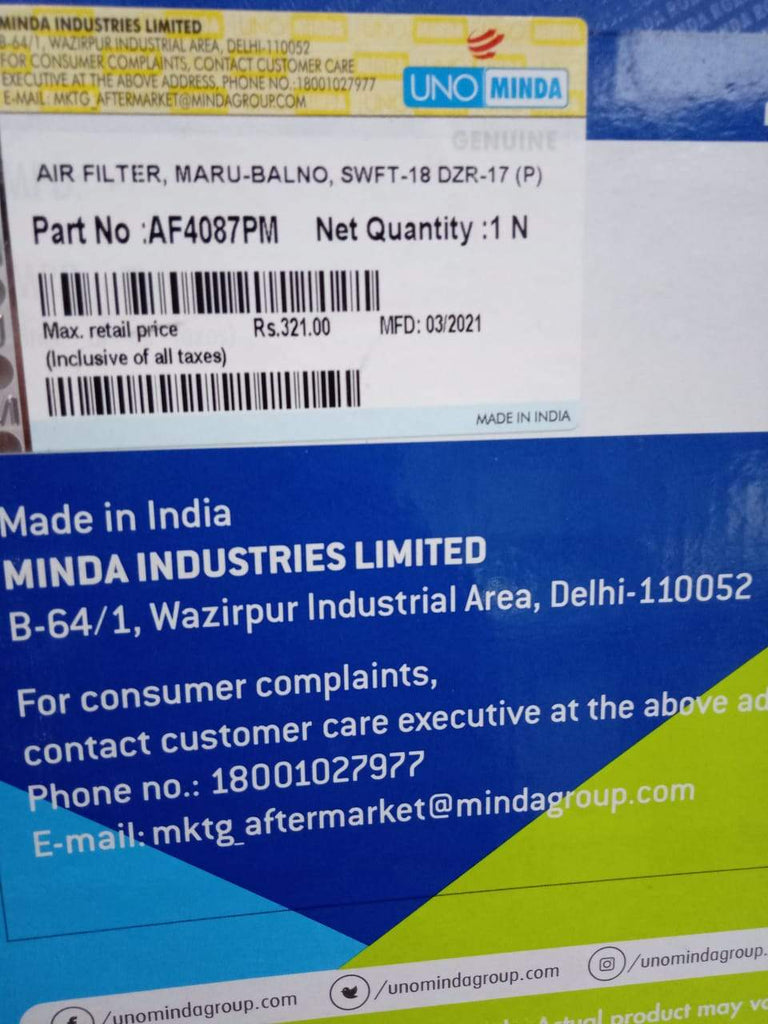 MINDA INDUSTRIES LIMITED
B-64/1, WAZIRPUR INDUSTRIAL AREA, DELHI-110052
FOR CONSUMER COMPLAINTS, CONTACT CUSTOMER CARE
EXECUTIVE AT THE ABOVE ADDRESS, PHONE NO.:18001027977
E-MAIL: MKTG_AFTERMARKET@MINDAGROUP.COM
UNO MINDA
GENUINE
AIR FILTER, MARU-BALNO, SWFT-18 DZR-17 (P)
Part No :AF4087PM Net Quantity :1 N
Max. retail price Rs.321.00 MFD: 03/2021
(Inclusive of all taxes)
MADE IN INDIA
Made in India
MINDA INDUSTRIES LIMITED
B-64/1, Wazirpur Industrial Area, Delhi-110052
For consumer complaints,
contact customer care executive at the above ad
Phone no.: 18001027977
E-mail: mktg_aftermarket@mindagroup.com
/unomindagroup.com /unomindagroup.com /unomindagroup.
Actual product may va